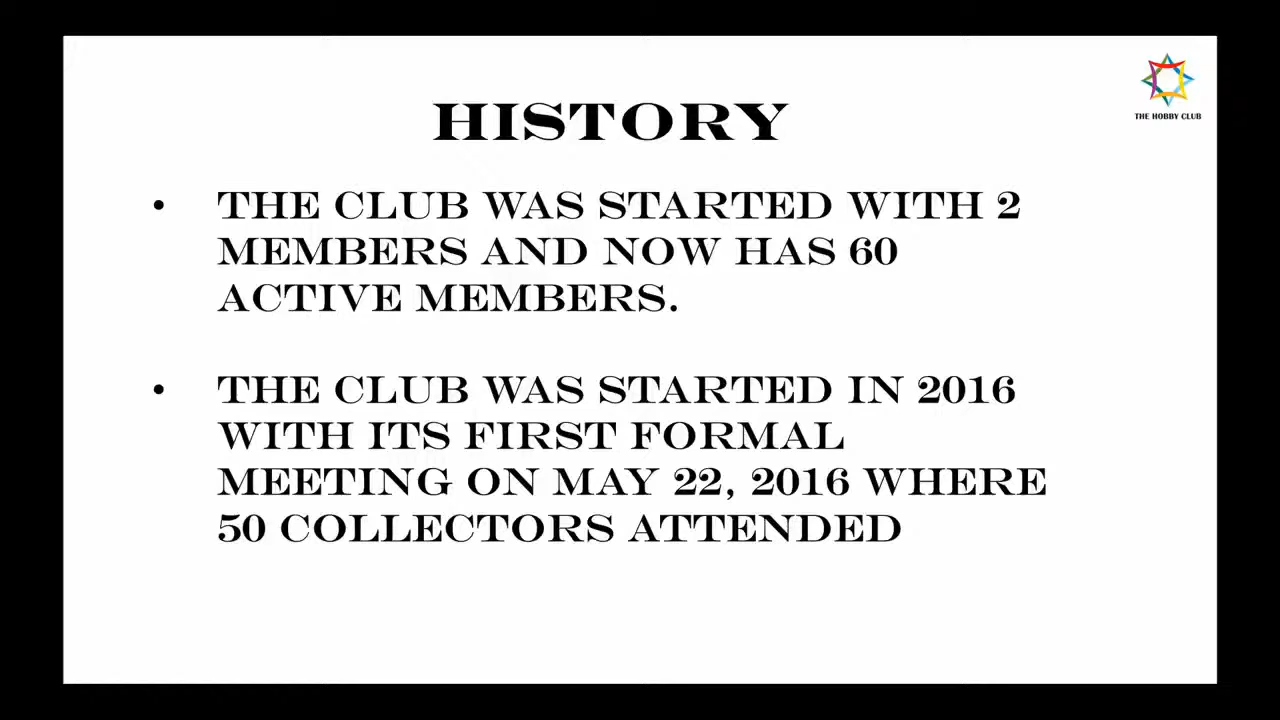 THE HOBBY CLUB
HISTORY
• THE CLUB WAS STARTED WITH 2
MEMBERS AND NOW HAS 60
ACTIVE MEMBERS.
• THE CLUB WAS STARTED IN 2016
WITH ITS FIRST FORMAL
MEETING ON MAY 22, 2016 WHERE
50 COLLECTORS ATTENDED